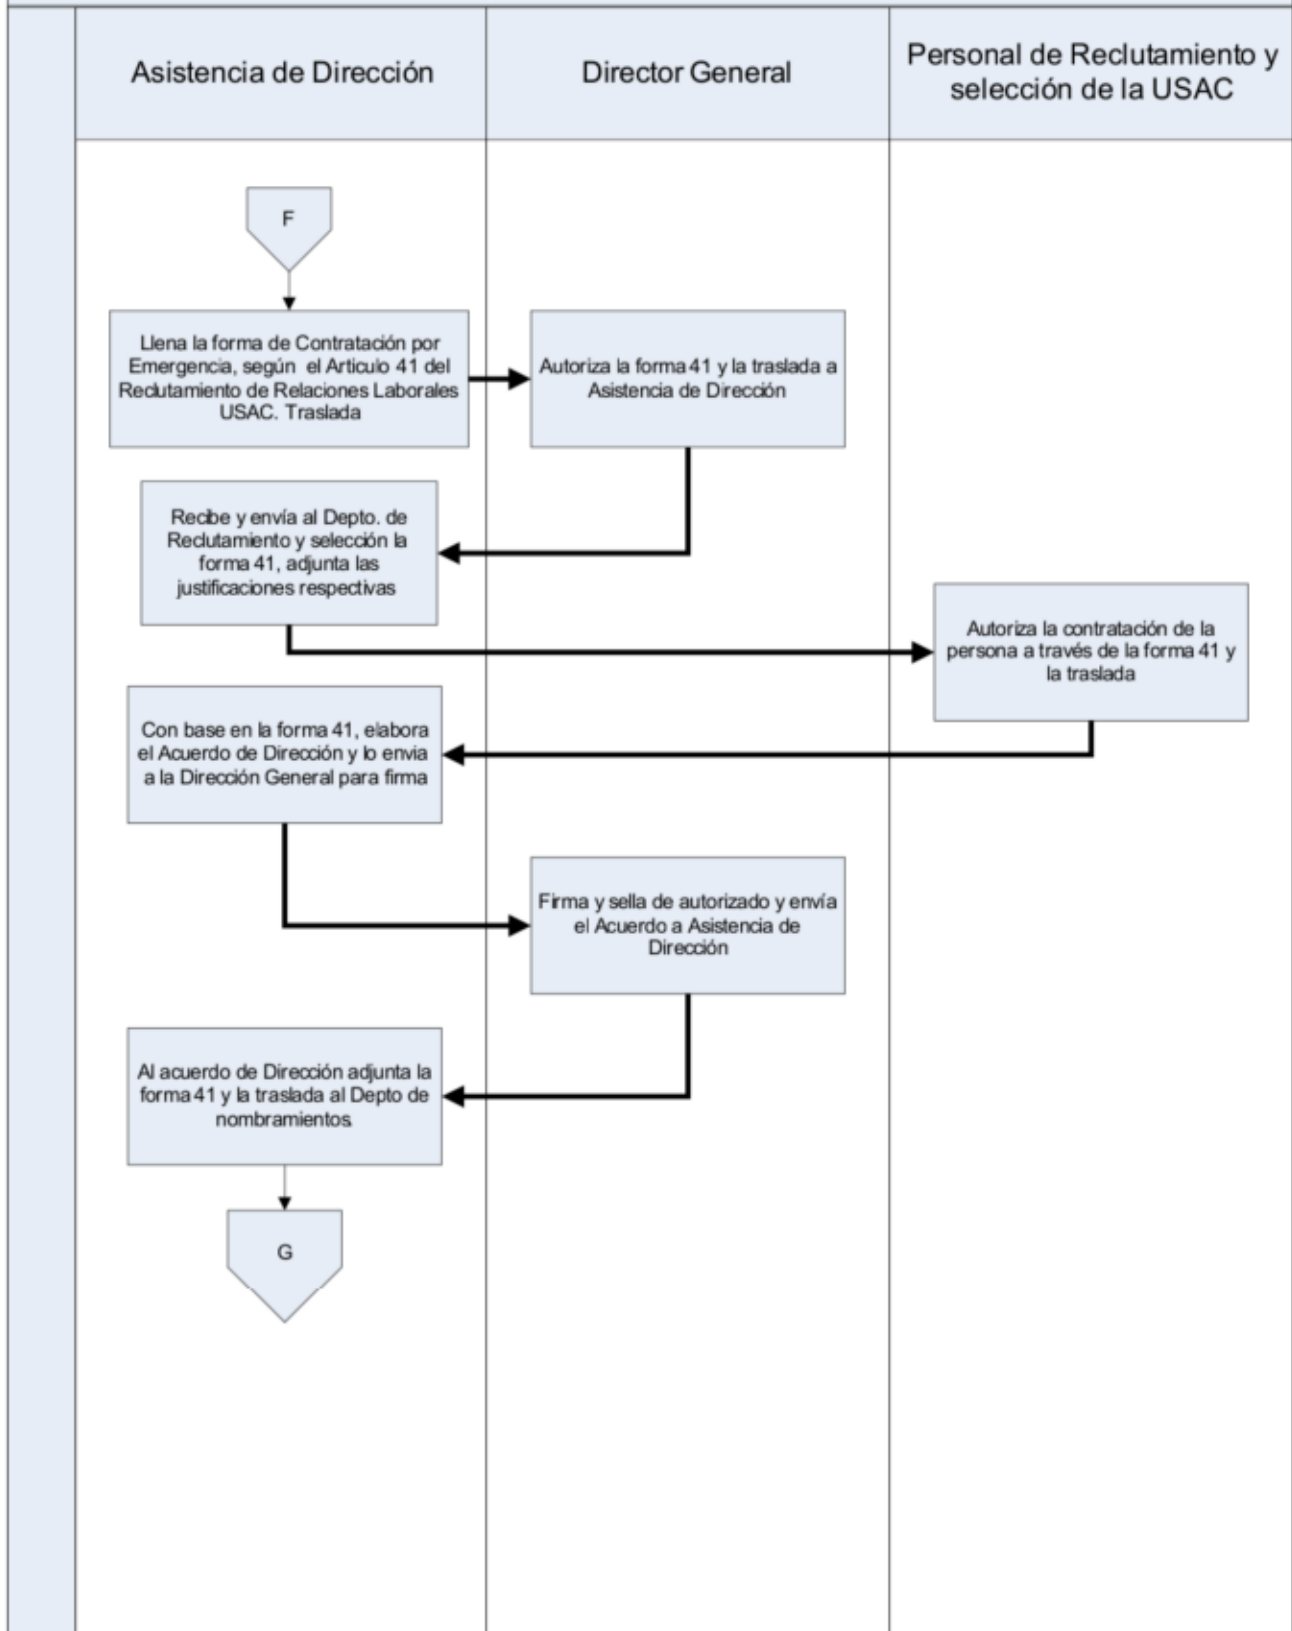 Asistencia de Dirección
Director General
Personal de Reclutamiento y
selección de la USAC
F
Llena la forma de Contratación por
Emergencia, según el Articulo 41 del
Reclutamiento de Relaciones Laborales
USAC. Traslada
Autoriza la forma 41 y la traslada a
Asistencia de Dirección
Recibe y envía al Depto. de
Reclutamiento y selección la
forma 41, adjunta las
justificaciones respectivas
Autoriza la contratación de la
persona a través de la forma 41 y
la traslada
Con base en la forma 41, elabora
el Acuerdo de Dirección y lo envia
a la Dirección General para firma
Firma y sella de autorizado y envía
el Acuerdo a Asistencia de
Dirección
Al acuerdo de Dirección adjunta la
forma 41 y la traslada al Depto de
nombramientos.
G